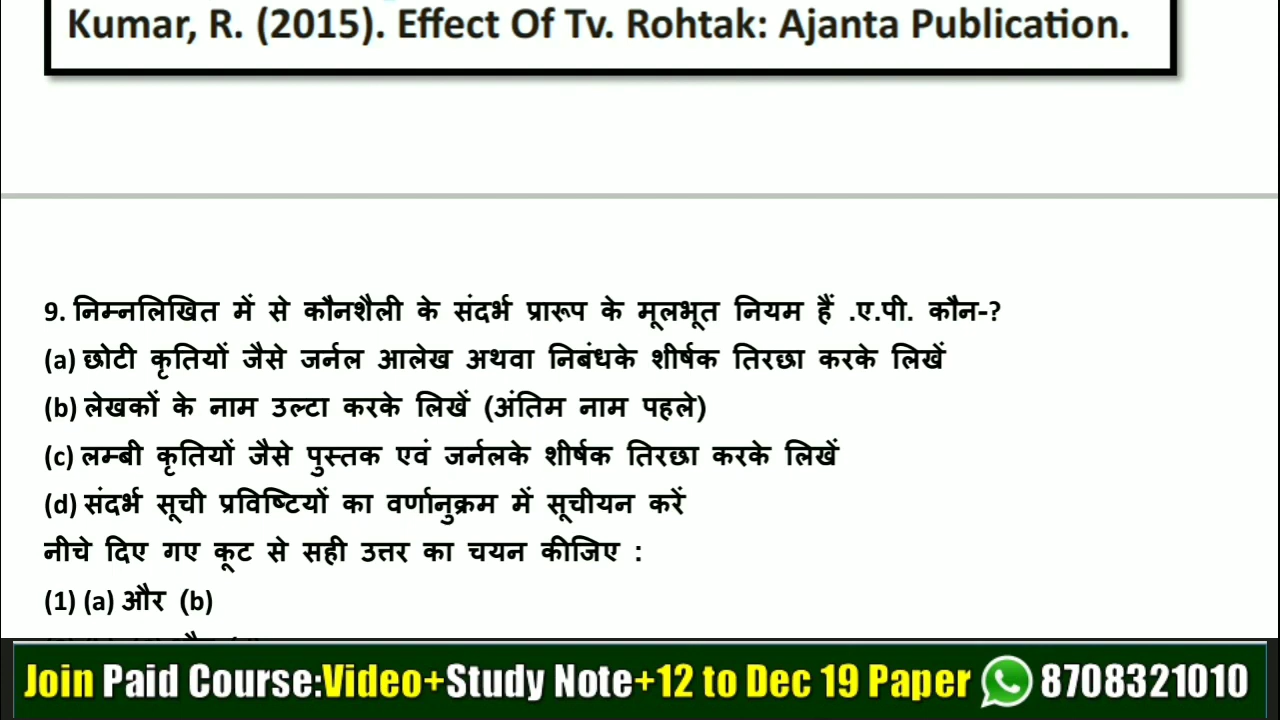 Kumar, R. (2015). Effect Of Tv. Rohtak: Ajanta Publication.
9. निम्नलिखित में से कौनशैली के संदर्भ प्रारूप के मूलभूत नियम हैं .ए.पी. कौन-?
(a) छोटी कृतियों जैसे जर्नल आलेख अथवा निबंधके शीर्षक तिरछा करके लिखें
(b) लेखकों के नाम उल्टा करके लिखें (अंतिम नाम पहले)
(c) लम्बी कृतियों जैसे पुस्तक एवं जर्नलके शीर्षक तिरछा करके लिखें
(d) संदर्भ सूची प्रविष्टियों का वर्णानुक्रम में सूचीयन करें
नीचे दिए गए कूट से सही उत्तर का चयन कीजिए :
(1) (a) और (b)
Join Paid Course:Video+Study Note+12 to Dec 19 Paper 8708321010